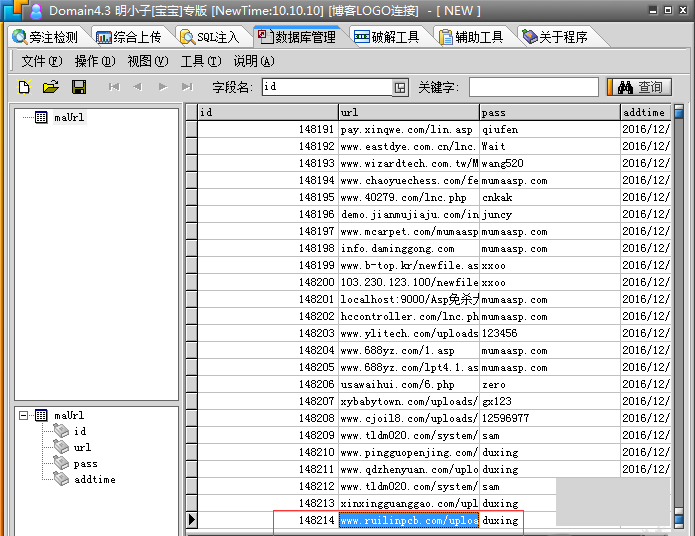 Domain4.3 明小子[宝宝]专版 [NewTime:10.10.10] [博客LOGO连接] - [ NEW ]
旁注检测 综合上传 SQL注入 数据库管理 破解工具 辅助工具 关于程序
文件(F) 操作(D) 视图(V) 工具(T) 说明(A)
字段名: id 关键字: 查询
maUrl
id url pass addtime
148191 pay.xinqwe.com/lin.asp qiufen 2016/12/
148192 www.eastdye.com.cn/lnc. Wait 2016/12/
148193 www.wizardtech.com.tw/M wang520 2016/12/
148194 www.chaoyuechess.com/fe mumaasp.com 2016/12/
148195 www.40279.com/lnc.php cnkak 2016/12/
148196 demo.jianmujiaju.com/in juncy 2016/12/
148197 www.mcarpet.com/mumaasp mumaasp.com 2016/12/
148198 info.daminggong.com mumaasp.com 2016/12/
148199 www.b-top.kr/newfile.as xxoo 2016/12/
148200 103.230.123.100/newfile xxoo 2016/12/
148201 localhost:9000/Asp免杀大 mumaasp.com 2016/12/
148202 hccontroller.com/lnc.ph mumaasp.com 2016/12/
148203 www.ylitech.com/uploads 123456 2016/12/
148204 www.688yz.com/1.asp mumaasp.com 2016/12/
148205 www.688yz.com/lpt4.1.as mumaasp.com 2016/12/
148206 usawaihui.com/6.php zero 2016/12/
148207 xybabytown.com/uploads/ gx123 2016/12/
148208 www.cjoil8.com/uploads/ 12596977 2016/12/
148209 www.tldm020.com/system/ sam 2016/12/
148210 www.pingguopenjing.com/ duxing 2016/12/
148211 www.qdzhenyuan.com/uplo duxing 2016/12/
148212 www.tldm020.com/system/ sam
148213 xinxingguanggao.com/upl duxing
148214 www.ruilinpcb.com/uploa duxing
maUrl
id
url
pass
addtime